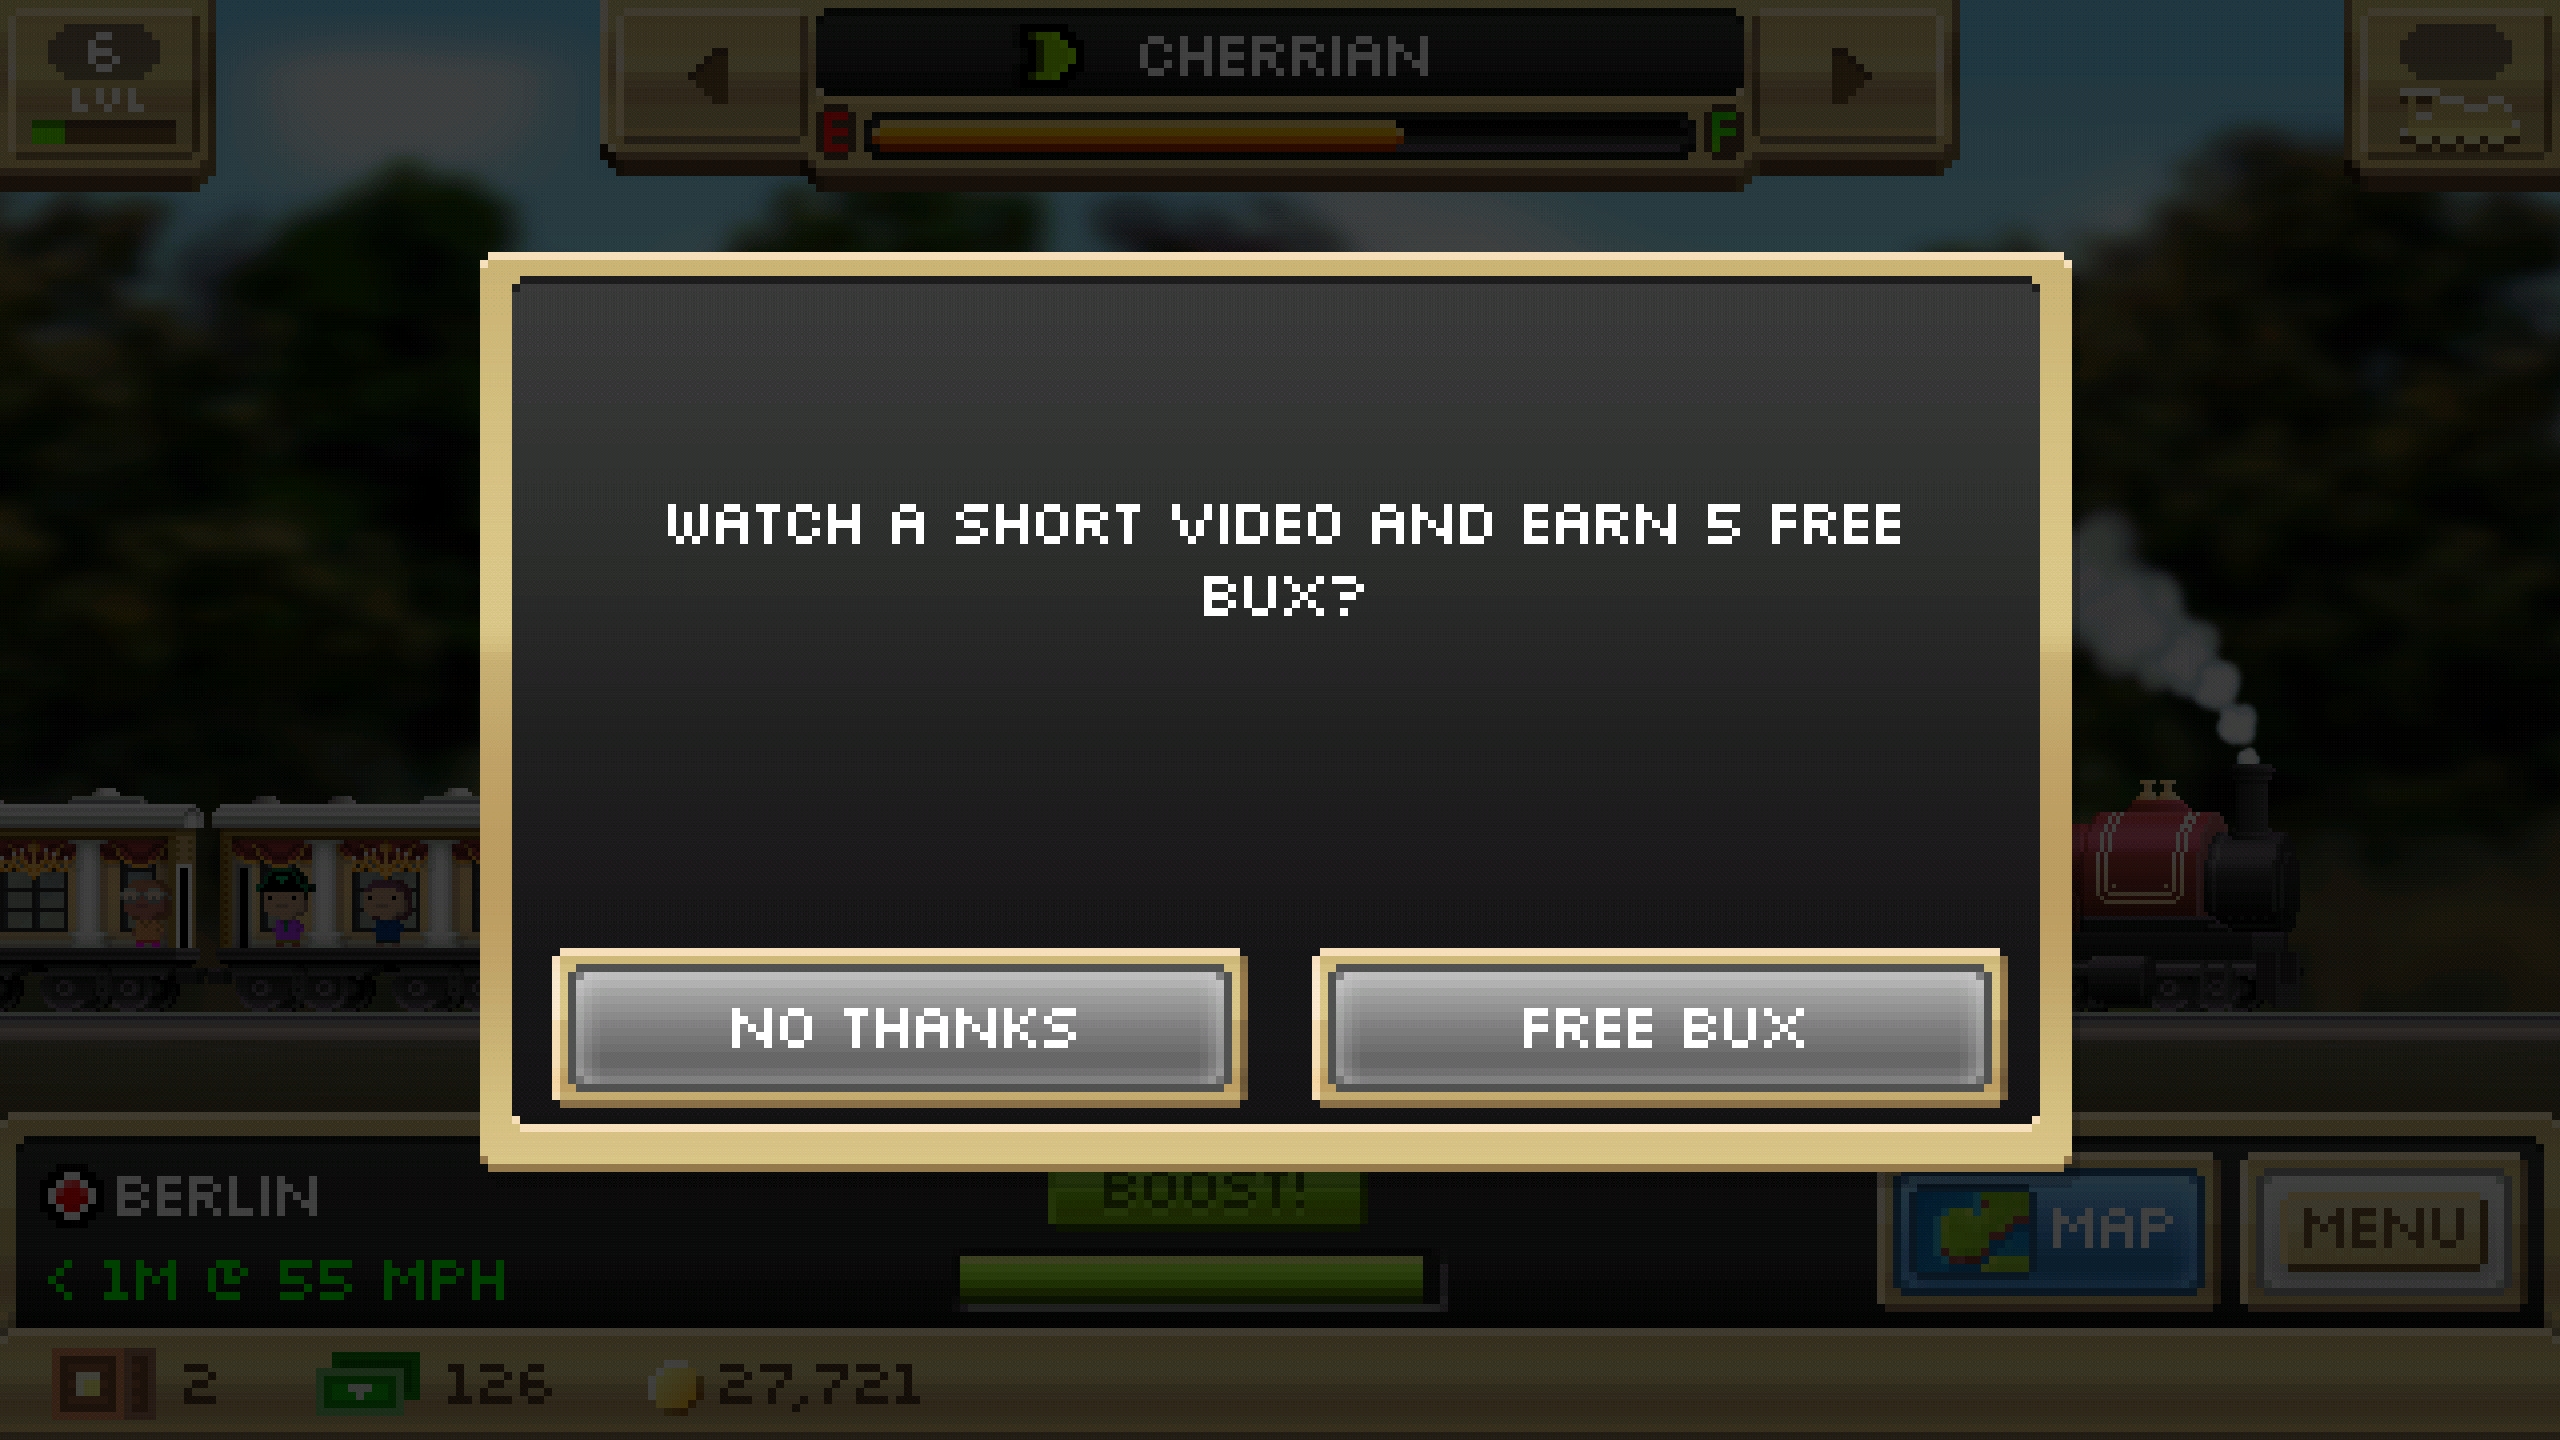 6
LVL
CHERRIAN
E F
WATCH A SHORT VIDEO AND EARN 5 FREE
BUX?
NO THANKS FREE BUX
BERLIN
BOOST!
MAP MENU
< 1M @ 55 MPH
2 126 27,721